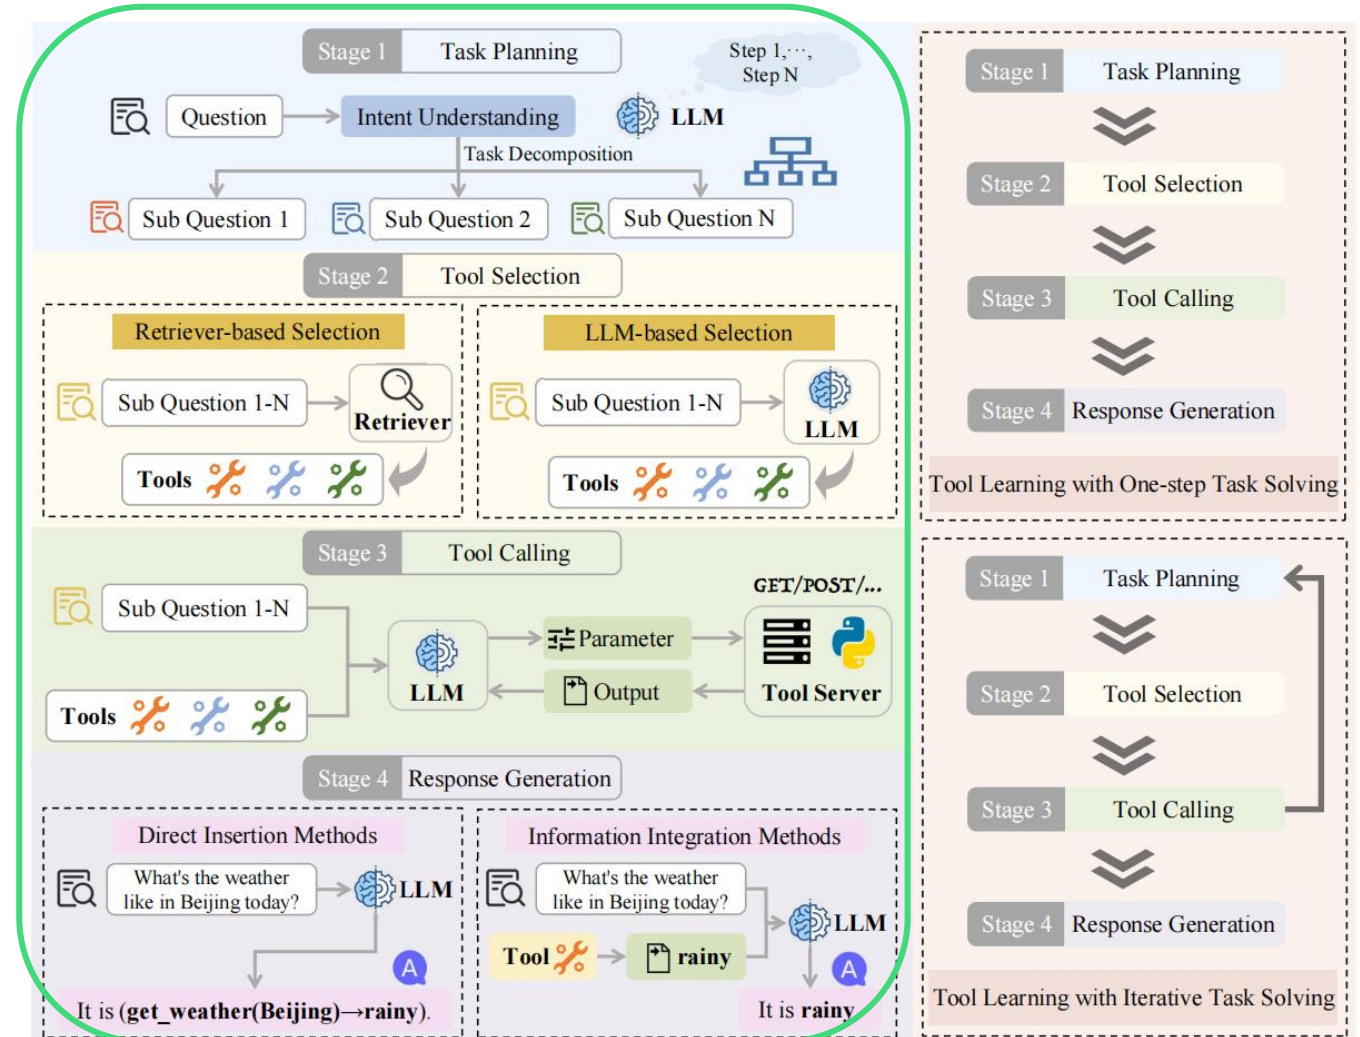 Stage 1 Task Planning
Step 1,···,
Step N
Question
Intent Understanding
LLM
Task Decomposition
Sub Question 1
Sub Question 2
Sub Question N
Stage 2 Tool Selection
Retriever-based Selection
Sub Question 1-N
Retriever
Tools
LLM-based Selection
Sub Question 1-N
LLM
Tools
Stage 3 Tool Calling
Sub Question 1-N
Tools
LLM
Parameter
Output
GET/POST/...
Tool Server
Stage 4 Response Generation
Direct Insertion Methods
What's the weather
like in Beijing today?
LLM
A
It is (get_weather(Beijing)→rainy).
Information Integration Methods
What's the weather
like in Beijing today?
Tool
rainy
LLM
A
It is rainy
Stage 1 Task Planning
Stage 2 Tool Selection
Stage 3 Tool Calling
Stage 4 Response Generation
Tool Learning with One-step Task Solving
Stage 1 Task Planning
Stage 2 Tool Selection
Stage 3 Tool Calling
Stage 4 Response Generation
Tool Learning with Iterative Task Solving